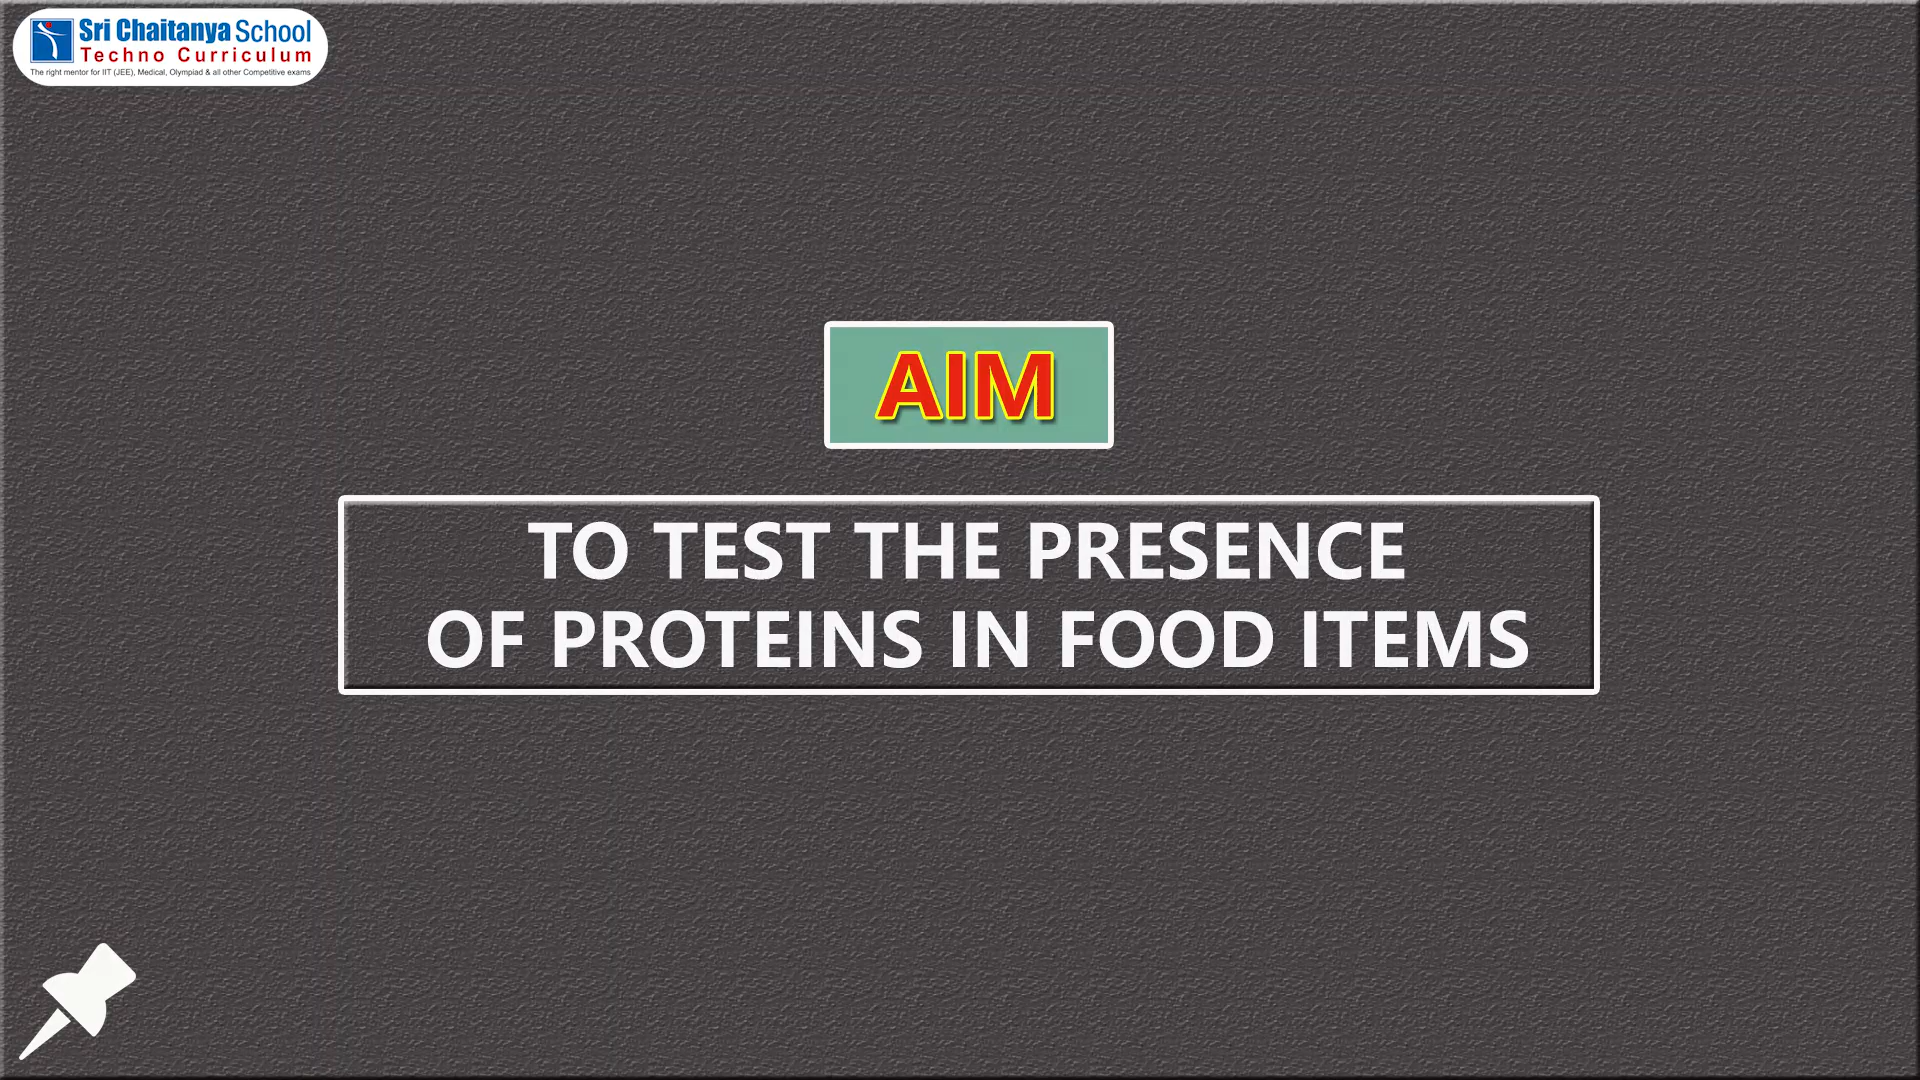 Sri Chaitanya School
Techno Curriculum
The right mentor for IIT (JEE), Medical, Olympiad & all other Competitive exams
AIM
TO TEST THE PRESENCE
OF PROTEINS IN FOOD ITEMS